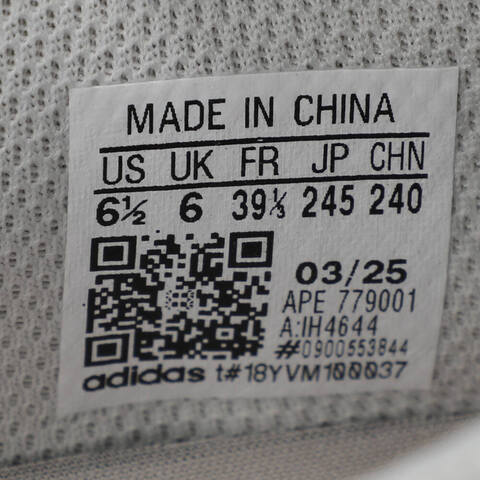 MADE IN CHINA
US UK FR JP CHN
6½ 6 39⅓ 245 240
03/25
APE 779001
A:IH4644
#0900553844
adidas t#18YVM100037